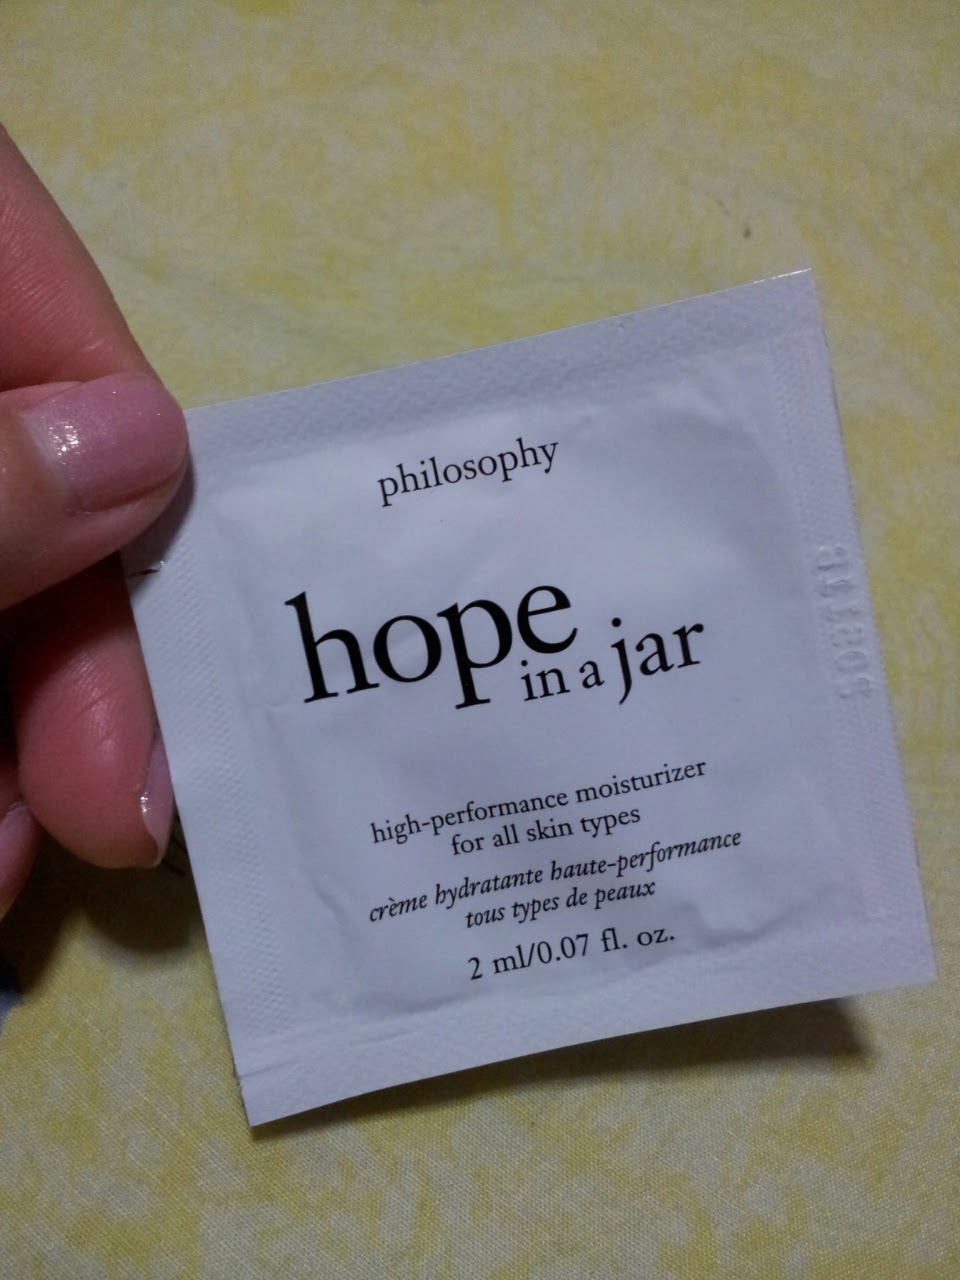 philosophy
hope
in a jar
high-performance moisturizer
for all skin types
crème hydratante haute-performance
tous types de peaux
2 ml/0.07 fl. oz.